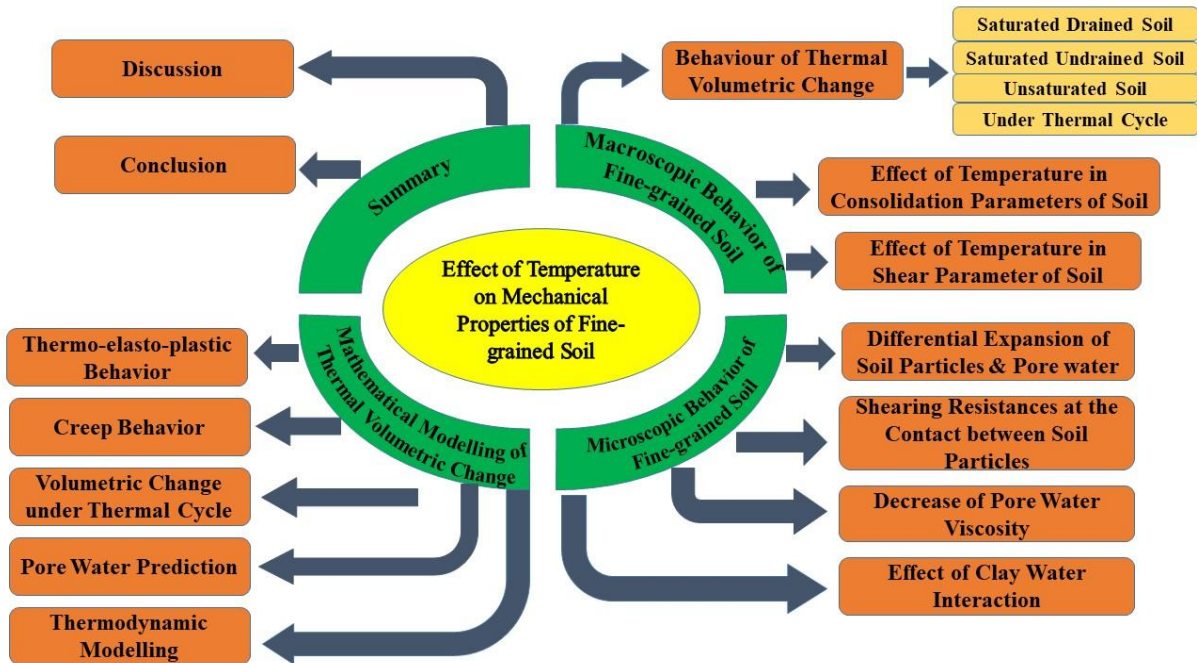 Effect of Temperature
on Mechanical
Properties of Fine-
grained Soil
Summary
Discussion
Conclusion
Macroscopic Behavior of
Fine-grained Soil
Behaviour of Thermal
Volumetric Change
Saturated Drained Soil
Saturated Undrained Soil
Unsaturated Soil
Under Thermal Cycle
Effect of Temperature in
Consolidation Parameters of Soil
Effect of Temperature in
Shear Parameter of Soil
Microscopic Behavior of
Fine-grained Soil
Differential Expansion of
Soil Particles & Pore water
Shearing Resistances at the
Contact between Soil
Particles
Decrease of Pore Water
Viscosity
Effect of Clay Water
Interaction
Mathematical Modelling of
Thermal Volumetric Change
Thermo-elasto-plastic
Behavior
Creep Behavior
Volumetric Change
under Thermal Cycle
Pore Water Prediction
Thermodynamic
Modelling